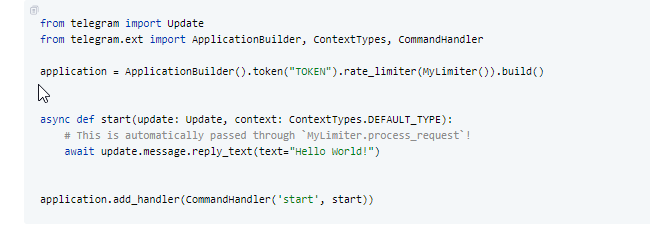 from telegram import Update
from telegram.ext import ApplicationBuilder, ContextTypes, CommandHandler
application = ApplicationBuilder().token("TOKEN").rate_limiter(MyLimiter()).build()
async def start(update: Update, context: ContextTypes.DEFAULT_TYPE):
# This is automatically passed through `MyLimiter.process_request`!
await update.message.reply_text(text="Hello World!")
application.add_handler(CommandHandler('start', start))